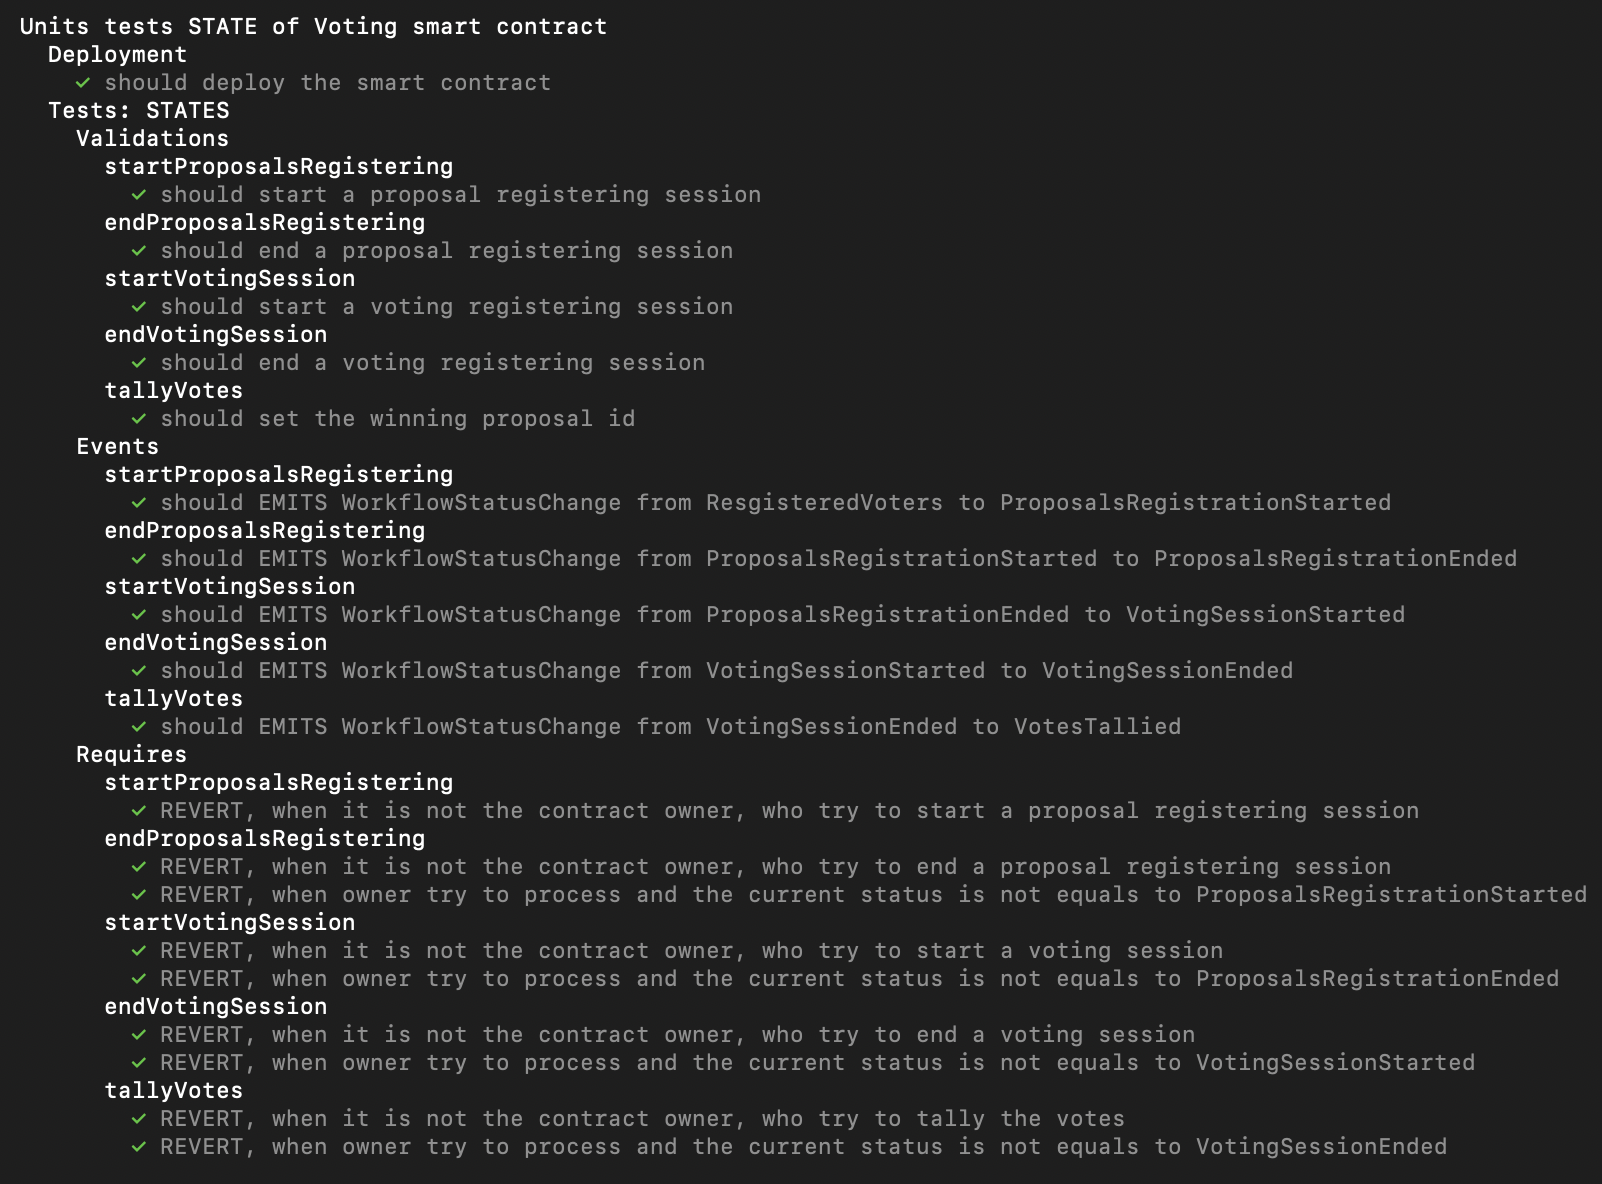 Units tests STATE of Voting smart contract
Deployment
✓ should deploy the smart contract
Tests: STATES
Validations
startProposalsRegistering
✓ should start a proposal registering session
endProposalsRegistering
✓ should end a proposal registering session
startVotingSession
✓ should start a voting registering session
endVotingSession
✓ should end a voting registering session
tallyVotes
✓ should set the winning proposal id
Events
startProposalsRegistering
✓ should EMITS WorkflowStatusChange from ResgisteredVoters to ProposalsRegistrationStarted
endProposalsRegistering
✓ should EMITS WorkflowStatusChange from ProposalsRegistrationStarted to ProposalsRegistrationEnded
startVotingSession
✓ should EMITS WorkflowStatusChange from ProposalsRegistrationEnded to VotingSessionStarted
endVotingSession
✓ should EMITS WorkflowStatusChange from VotingSessionStarted to VotingSessionEnded
tallyVotes
✓ should EMITS WorkflowStatusChange from VotingSessionEnded to VotesTallied
Requires
startProposalsRegistering
✓ REVERT, when it is not the contract owner, who try to start a proposal registering session
endProposalsRegistering
✓ REVERT, when it is not the contract owner, who try to end a proposal registering session
✓ REVERT, when owner try to process and the current status is not equals to ProposalsRegistrationStarted
startVotingSession
✓ REVERT, when it is not the contract owner, who try to start a voting session
✓ REVERT, when owner try to process and the current status is not equals to ProposalsRegistrationEnded
endVotingSession
✓ REVERT, when it is not the contract owner, who try to end a voting session
✓ REVERT, when owner try to process and the current status is not equals to VotingSessionStarted
tallyVotes
✓ REVERT, when it is not the contract owner, who try to tally the votes
✓ REVERT, when owner try to process and the current status is not equals to VotingSessionEnded